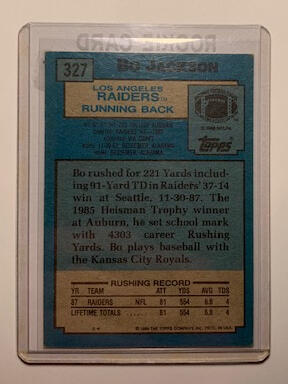 ROOKIE CARD
327
BO JACKSON
LOS ANGELES
RAIDERS TM
RUNNING BACK
TOPPS
Bo rushed for 221 Yards including
91-Yard TD in Raiders' 37-14
win at Seattle, 11-30-87. The
1985 Heisman Trophy winner
at Auburn, he set school mark
with 4303 career Rushing
Yards. Bo plays baseball with
the Kansas City Royals.
RUSHING RECORD
YR TEAM ATT YDS AVG TD
87 RAIDERS NFL 81 554 6.8 4
LIFETIME TOTALS 81 554 6.8 4